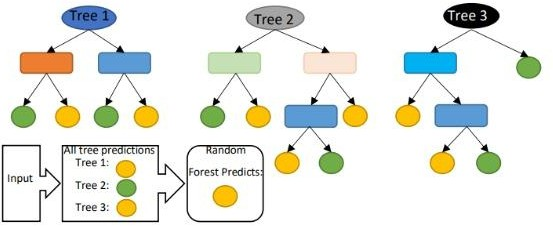 Tree 1
Tree 2
Tree 3
Input
All tree predictions
Tree 1:
Tree 2:
Tree 3:
Random
Forest Predicts: